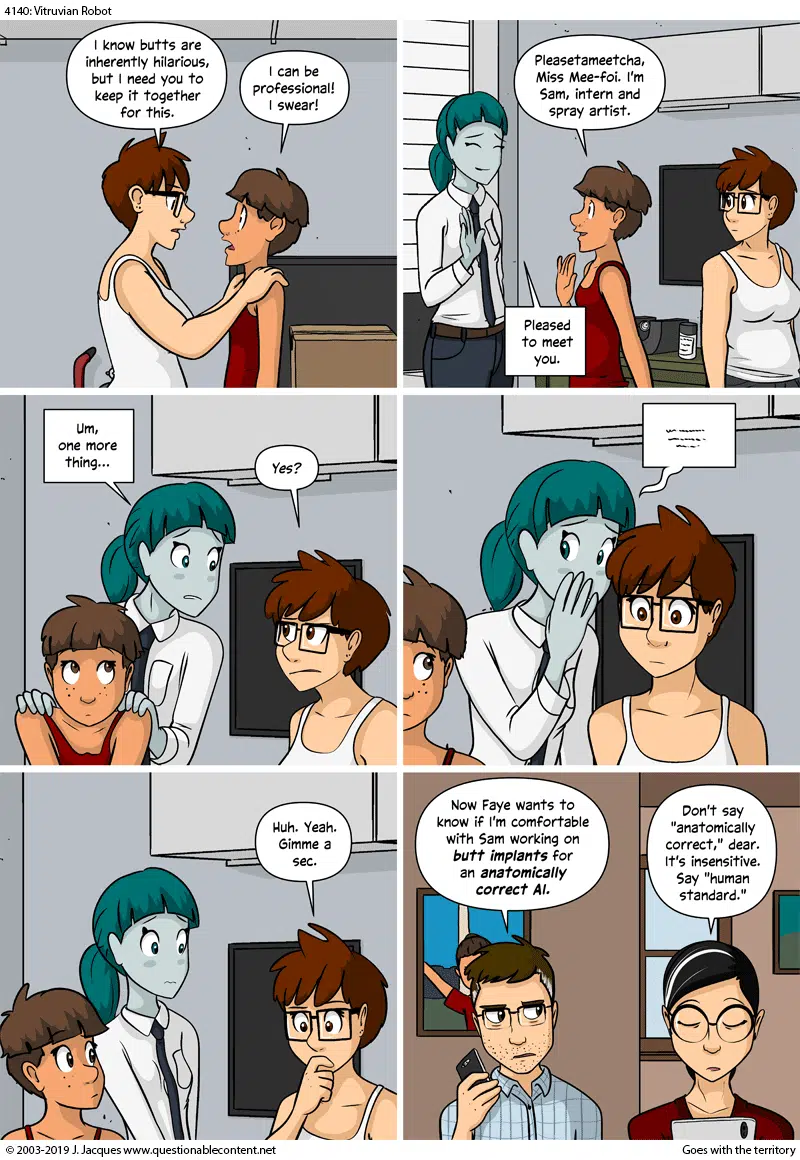 4140: Vitruvian Robot
I know butts are
inherently hilarious,
but I need you to
keep it together
for this.
I can be
professional!
I swear!
Pleasetameetcha,
Miss Mee-foi. I'm
Sam, intern and
spray artist.
Pleased
to meet
you.
Um,
one more
thing...
Yes?
Huh. Yeah.
Gimme a
sec.
Now Faye wants to
know if I'm comfortable
with Sam working on
butt implants for
an anatomically
correct AI.
Don't say
"anatomically
correct," dear.
It's insensitive.
Say "human
standard."
© 2003-2019 J. Jacques www.questionablecontent.net
Goes with the territory